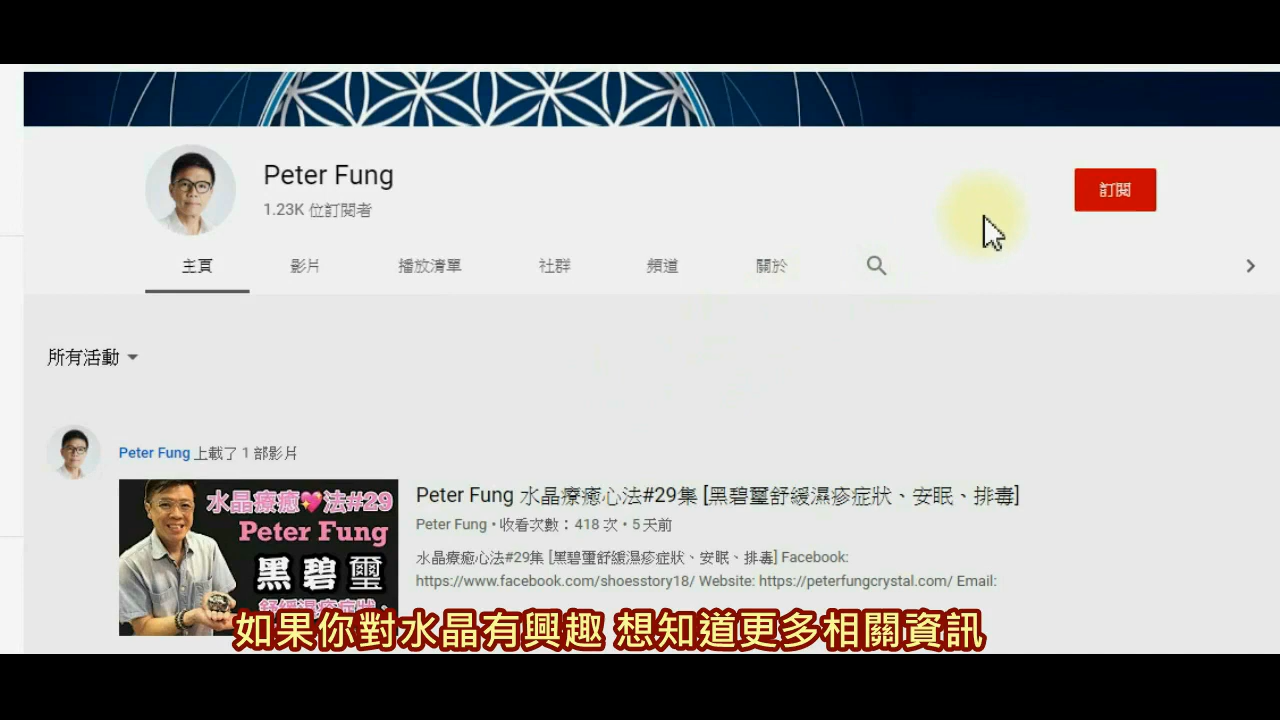 Peter Fung
1.23K 位訂閱者
訂閱
主頁 影片 播放清單 社群 頻道 關於
所有活動
Peter Fung 上載了 1 部影片
水晶療癒💖法#29
Peter Fung
黑碧璽
舒緩濕疹症狀、
Peter Fung 水晶療癒心法#29集 [黑碧璽舒緩濕疹症狀、安眠、排毒]
Peter Fung • 收看次數：418 次 • 5 天前
水晶療癒心法#29集 [黑碧璽舒緩濕疹症狀、安眠、排毒] Facebook:
https://www.facebook.com/shoesstory18/ Website: https://peterfungcrystal.com/ Email:
如果你對水晶有興趣 想知道更多相關資訊